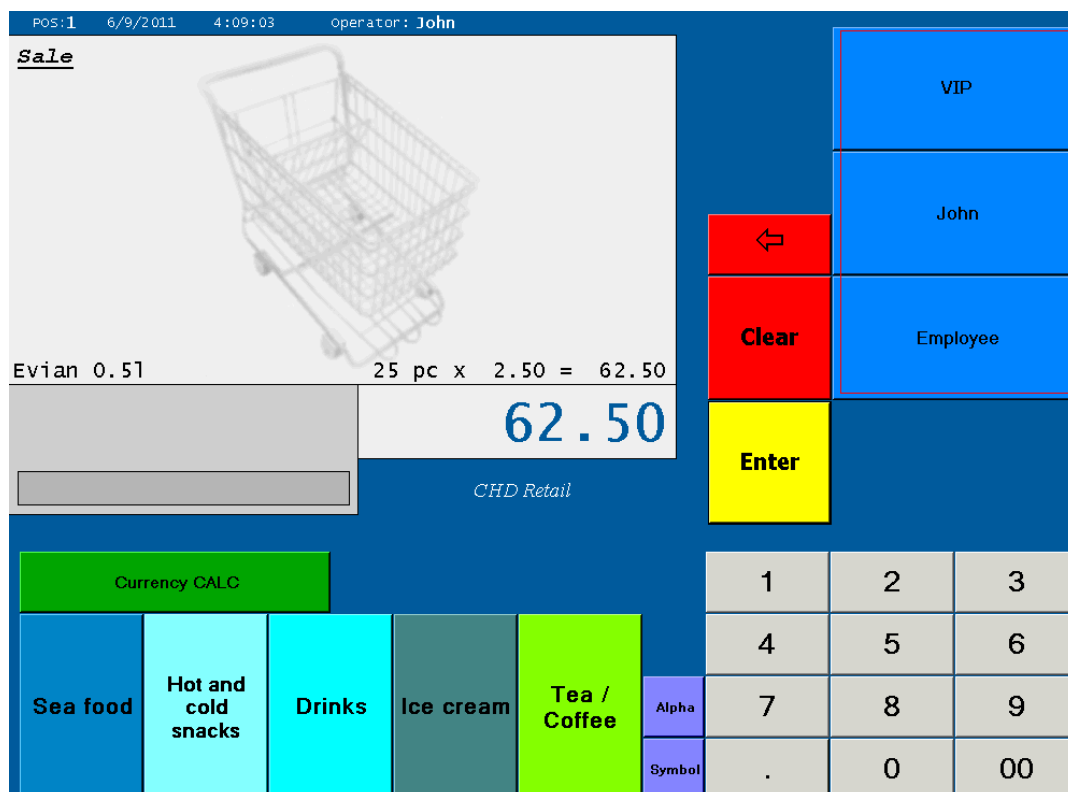 POS:1 6/9/2011 4:09:03 Operator: John
Sale
Evian 0.5l 25 pc x 2.50 = 62.50
62.50
CHD Retail
VIP
John
Employee
⇦
Clear
Enter
Currency CALC
Sea food
Hot and
cold
snacks
Drinks
Ice cream
Tea /
Coffee
Alpha
Symbol
1 2 3
4 5 6
7 8 9
. 0 00